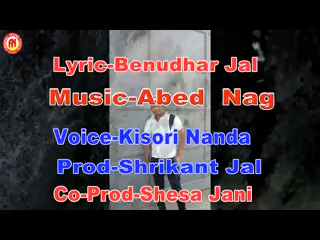 Lyric-Benudhar Jal
Music-Abed Nag
Voice-Kisori Nanda
Prod-Shrikant Jal
Co-Prod-Shesa Jani